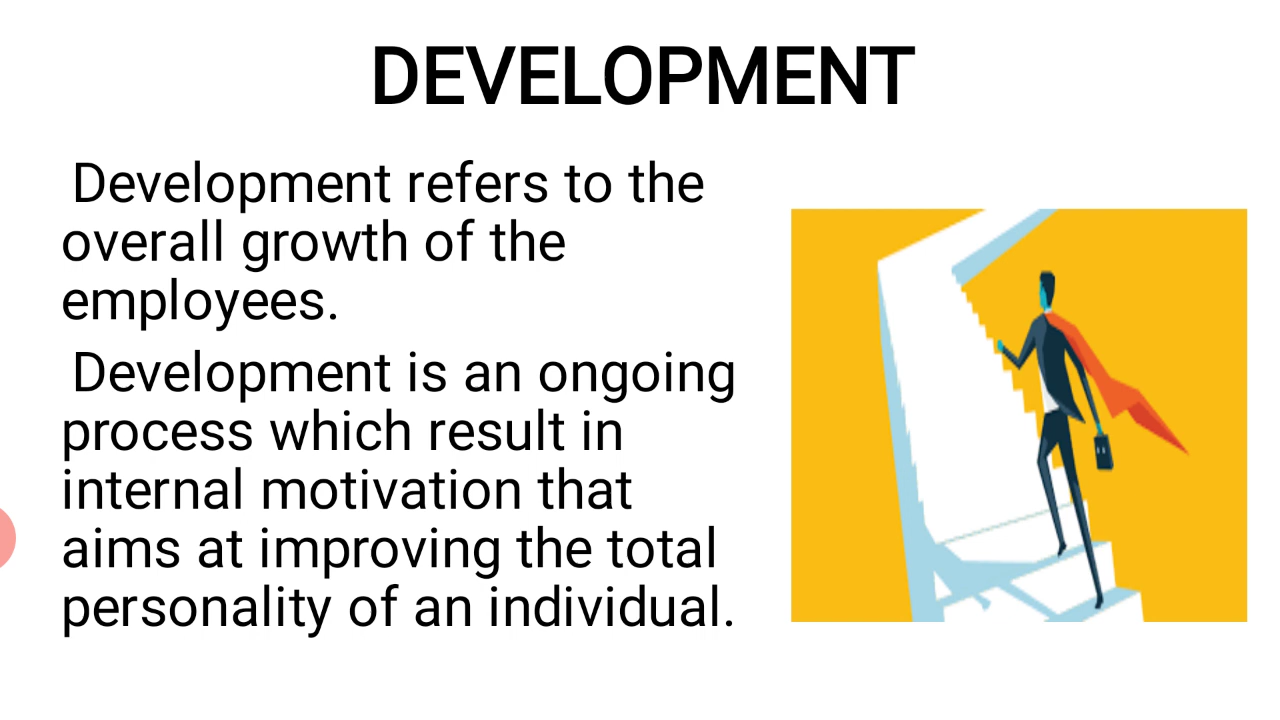 DEVELOPMENT
Development refers to the
overall growth of the
employees.
Development is an ongoing
process which result in
internal motivation that
aims at improving the total
personality of an individual.